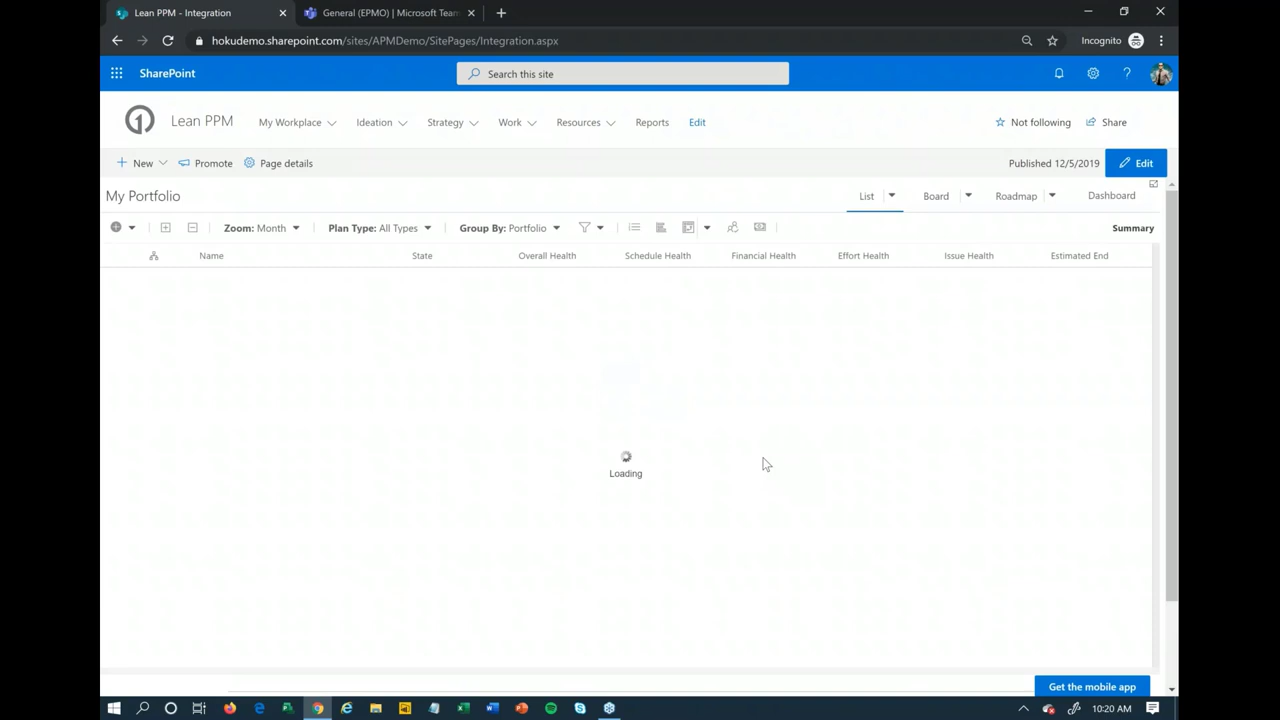 Lean PPM - Integration
General (EPMO) | Microsoft Team
hokudemo.sharepoint.com/sites/APMDemo/SitePages/Integration.aspx
Incognito
SharePoint
Search this site
Lean PPM
My Workplace
Ideation
Strategy
Work
Resources
Reports
Edit
Not following
Share
New
Promote
Page details
Published 12/5/2019
Edit
My Portfolio
List
Board
Roadmap
Dashboard
Zoom: Month
Plan Type: All Types
Group By: Portfolio
Summary
Name
State
Overall Health
Schedule Health
Financial Health
Effort Health
Issue Health
Estimated End
Loading
Get the mobile app
10:20 AM